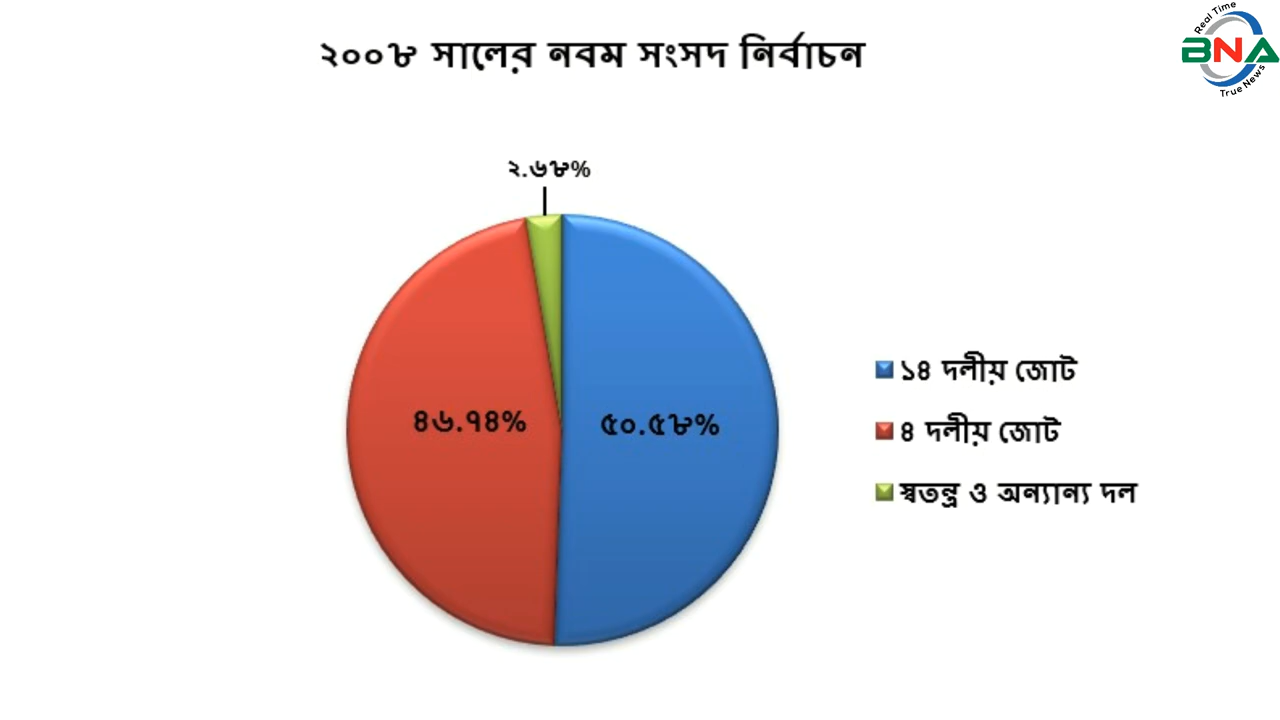 ২০০৮ সালের নবম সংসদ নির্বাচন
Real Time
BNA
True News
২.৬৮%
৪৬.৭৪%
৫০.৫৮%
১৪ দলীয় জোট
৪ দলীয় জোট
স্বতন্ত্র ও অন্যান্য দল